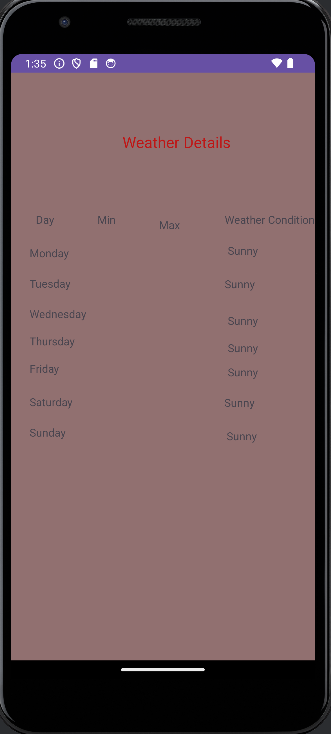 1:35
Weather Details
Day Min Max Weather Condition
Monday Sunny
Tuesday Sunny
Wednesday Sunny
Thursday Sunny
Friday Sunny
Saturday Sunny
Sunday Sunny